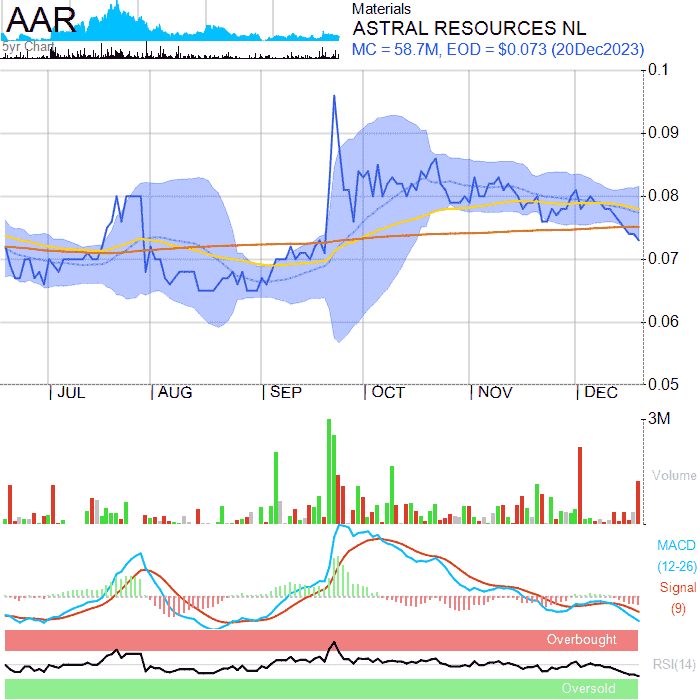 AAR
5yr Chart
Materials
ASTRAL RESOURCES NL
MC = 58.7M, EOD = $0.073 (20Dec2023)
0.1
0.09
0.08
0.07
0.06
0.05
JUL AUG SEP OCT NOV DEC
3M
Volume
MACD
(12-26)
Signal
(9)
Overbought
RSI(14)
Oversold